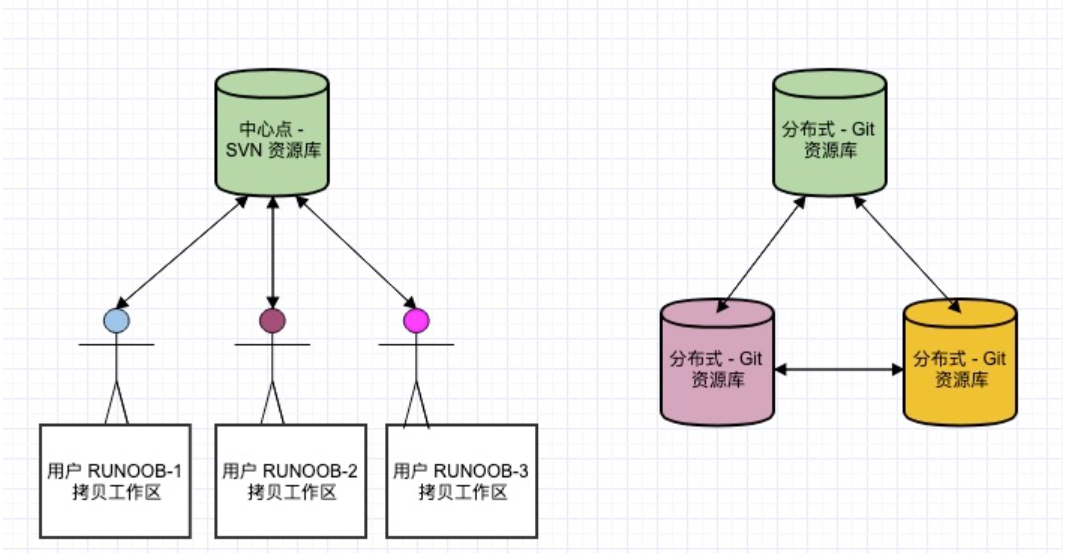 中心点 -
SVN 资源库
分布式 - Git
资源库
分布式 - Git
资源库
分布式 - Git
资源库
用户 RUNOOB-1
拷贝工作区
用户 RUNOOB-2
拷贝工作区
用户 RUNOOB-3
拷贝工作区